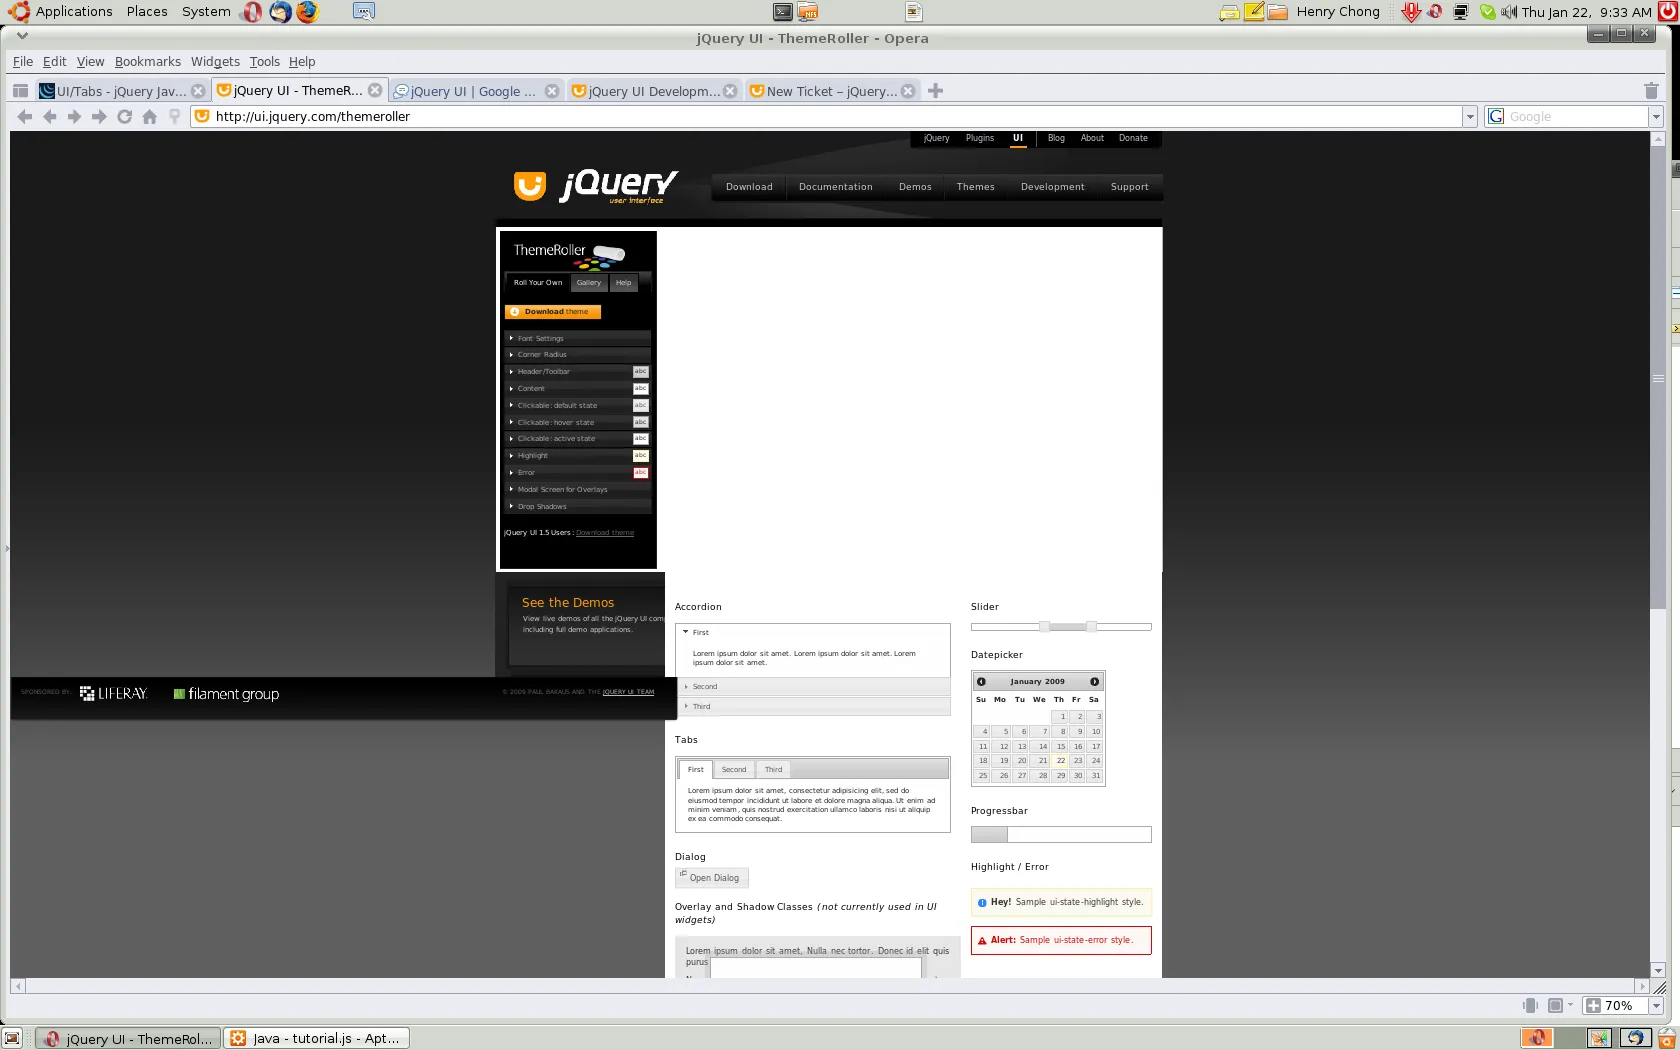 Applications Places System Henry Chong Thu Jan 22, 9:33 AM
jQuery UI - ThemeRoller - Opera
File Edit View Bookmarks Widgets Tools Help
UI/Tabs - jQuery Jav... jQuery UI - ThemeR... jQuery UI | Google ... jQuery UI Developm... New Ticket – jQuery...
http://ui.jquery.com/themeroller Google
jQuery Plugins UI Blog About Donate
jQuery
user interface
Download Documentation Demos Themes Development Support
ThemeRoller
Roll Your Own Gallery Help
Download theme
Font Settings
Corner Radius
Header/Toolbar abc
Content abc
Clickable: default state abc
Clickable: hover state abc
Clickable: active state abc
Highlight abc
Error abc
Modal Screen for Overlays
Drop Shadows
jQuery UI 1.5 Users: Download theme
See the Demos
View live demos of all the jQuery UI com
including full demo applications.
SPONSORED BY: LIFERAY. filament group © 2009 PAUL BAKAUS AND THE JQUERY UI TEAM
Accordion
First
Lorem ipsum dolor sit amet. Lorem ipsum dolor sit amet. Lorem
ipsum dolor sit amet.
Second
Third
Tabs
First Second Third
Lorem ipsum dolor sit amet, consectetur adipisicing elit, sed do
eiusmod tempor incididunt ut labore et dolore magna aliqua. Ut enim ad
minim veniam, quis nostrud exercitation ullamco laboris nisi ut aliquip
ex ea commodo consequat.
Dialog
Open Dialog
Overlay and Shadow Classes (not currently used in UI
widgets)
Lorem ipsum dolor sit amet, Nulla nec tortor. Donec id elit quis
purus
Slider
Datepicker
January 2009
Su Mo Tu We Th Fr Sa
1 2 3
4 5 6 7 8 9 10
11 12 13 14 15 16 17
18 19 20 21 22 23 24
25 26 27 28 29 30 31
Progressbar
Highlight / Error
Hey! Sample ui-state-highlight style.
Alert: Sample ui-state-error style.
70%
jQuery UI - ThemeRol... Java - tutorial.js - Apt...